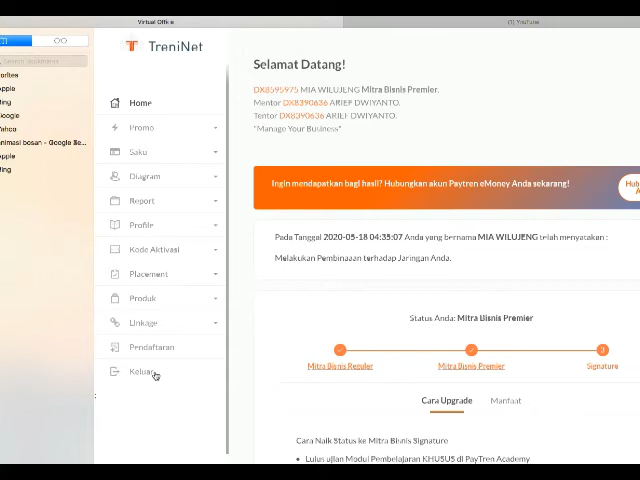 Virtual Office
(1) YouTube
Search Bookmarks
orites
pple
ing
oogle
ahoo
nimasi bosan - Google Se...
pple
ing
TreniNet
Home
Promo
Saku
Diagram
Report
Profile
Kode Aktivasi
Placement
Produk
Linkage
Pendaftaran
Keluar
Selamat Datang!
DX8595975 MIA WILUJENG Mitra Bisnis Premier.
Mentor DX8390636 ARIEF DWIYANTO.
Tentor DX8390636 ARIEF DWIYANTO.
"Manage Your Business"
Ingin mendapatkan bagi hasil? Hubungkan akun Paytren eMoney Anda sekarang!
Hub
A
Pada Tanggal 2020-05-18 04:35:07 Anda yang bernama MIA WILUJENG telah menyatakan :
Melakukan Pembinaaan terhadap Jaringan Anda.
Status Anda: Mitra Bisnis Premier
3
Mitra Bisnis Reguler
Mitra Bisnis Premier
Signature
Cara Upgrade
Manfaat
Cara Naik Status ke Mitra Bisnis Signature
• Lulus ujian Modul Pembelajaran KHUSUS di PayTren Academy